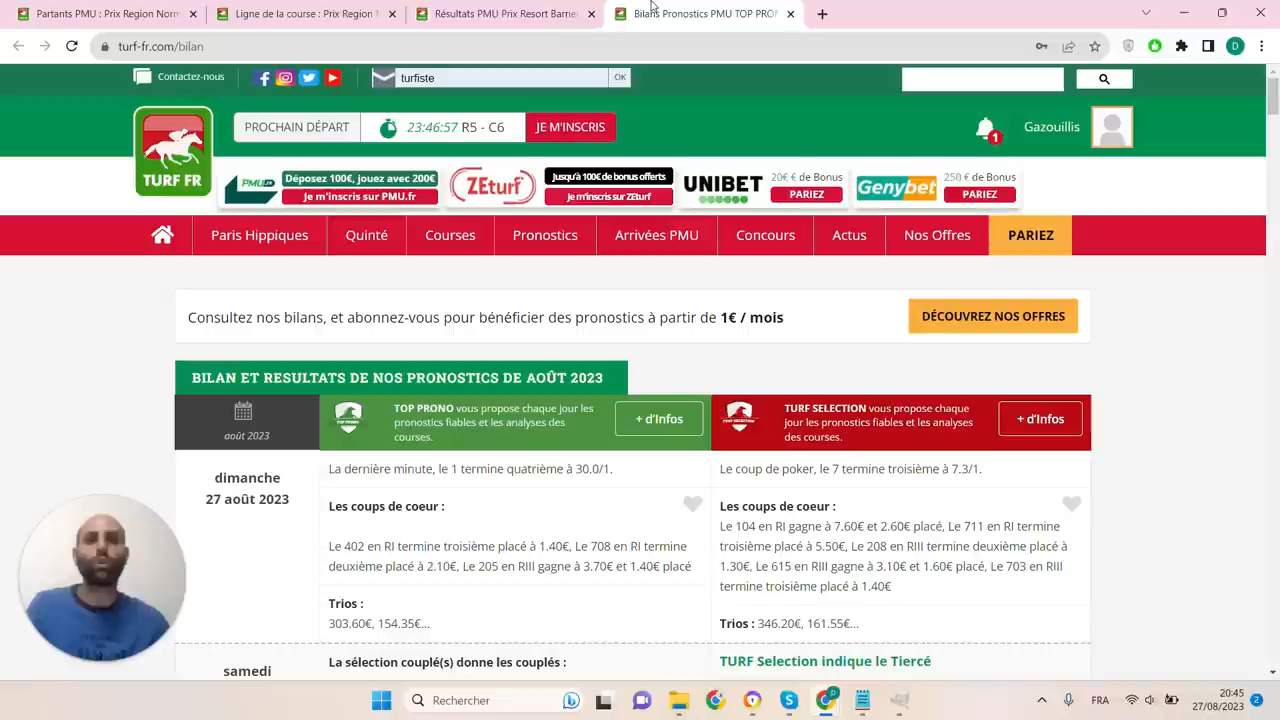 Partants PMU : Prix Region Norm
Ligne de la course : Prix Region
Résultats PMU Prix Resort Barne
Bilans Pronostics PMU TOP PRO
turf-fr.com/bilan
D
Contactez-nous
turfiste
OK
PROCHAIN DÉPART
23:46:57 R5 - C6
JE M'INSCRIS
1
Gazouillis
TURF FR
PMU.fr
Déposez 100€, jouez avec 200€
Je m'inscris sur PMU.fr
ZEturf
Jusqu'à 100€ de bonus offerts
Je m'inscris sur ZEturf
UNIBET
20€ € de Bonus
PARIEZ
Genybet
250 € de Bonus
PARIEZ
Paris Hippiques
Quinté
Courses
Pronostics
Arrivées PMU
Concours
Actus
Nos Offres
PARIEZ
Consultez nos bilans, et abonnez-vous pour bénéficier des pronostics à partir de 1€ / mois
DÉCOUVREZ NOS OFFRES
BILAN ET RESULTATS DE NOS PRONOSTICS DE AOÛT 2023
août 2023
TOP PRONO
TOP PRONO vous propose chaque jour les
pronostics fiables et les analyses des
courses.
+ d'Infos
TURF SELECTION
TURF SELECTION vous propose
chaque jour les pronostics
fiables et les analyses
des courses.
+ d'Infos
dimanche
27 août 2023
La dernière minute, le 1 termine quatrième à 30.0/1.
Les coups de coeur :
Le 402 en RI termine troisième placé à 1.40€, Le 708 en RI termine
deuxième placé à 2.10€, Le 205 en RIII gagne à 3.70€ et 1.40€ placé
Trios :
303.60€, 154.35€...
Le coup de poker, le 7 termine troisième à 7.3/1.
Les coups de coeur :
Le 104 en RI gagne à 7.60€ et 2.60€ placé, Le 711 en RI termine
troisième placé à 5.50€, Le 208 en RIII termine deuxième placé à
1.30€, Le 615 en RIII gagne à 3.10€ et 1.60€ placé, Le 703 en RIII
termine troisième placé à 1.40€
Trios : 346.20€, 161.55€...
samedi
La sélection couplé(s) donne les couplés :
TURF Selection indique le Tiercé
Rechercher
D
FRA
20:45
27/08/2023
2